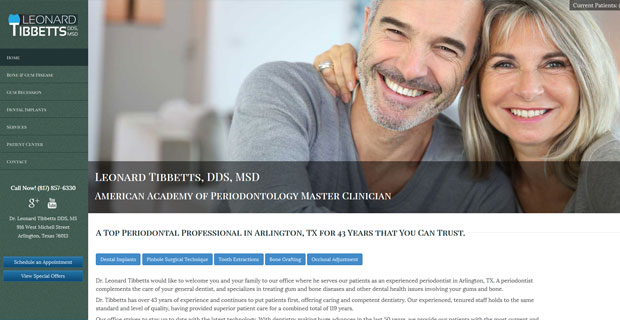 LEONARD
TIBBETTS DDS, MSD
Home
Bone & Gum Disease
Gum Recession
Dental Implants
Services
Patient Center
Contact
Call Now! (817) 857-6330
g+ You Tube
Dr. Leonard Tibbetts DDS, MS
916 West Michell Street
Arlington, Texas 76013
Schedule an Appointment
View Special Offers
Current Patients:
Leonard Tibbetts, DDS, MSD
American Academy of Periodontology Master Clinician
A Top Periodontal Professional in Arlington, TX for 43 Years that You Can Trust.
Dental Implants
Pinhole Surgical Technique
Tooth Extractions
Bone Grafting
Occlusal Adjustment
Dr. Leonard Tibbetts would like to welcome you and your family to our office where he serves our patients as an experienced periodontist in Arlington, TX. A periodontist
complements the care of your general-dentist, and specializes in treating gum and bone diseases and other dental health issues involving your gums and bone.
Dr. Tibbetts has over 43 years of experience and continues to put patients first, offering caring and competent dentistry. Our experienced, tenured staff holds to the same
standard and level of quality, having provided superior patient care for a combined total of 119 years.
Our office strives to stay up to date with the latest technology. With dentistry making huge advances in the last 50 years, we provide our patients with the most current and